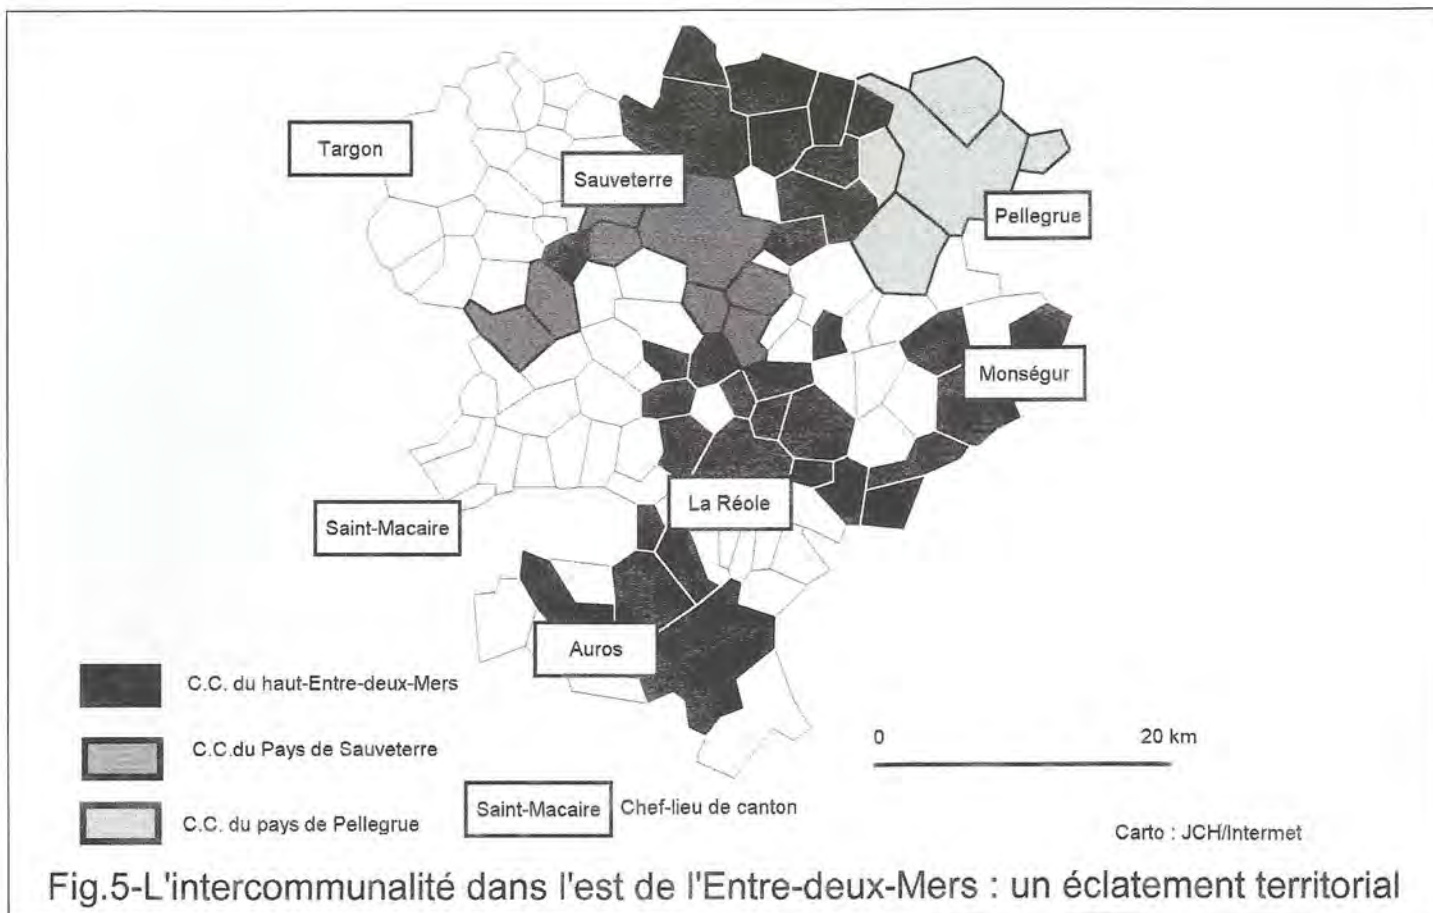 Targon
Sauveterre
Pellegrue
Monségur
La Réole
Saint-Macaire
Auros
C.C. du haut-Entre-deux-Mers
C.C.du Pays de Sauveterre
C.C. du pays de Pellegrue
Saint-Macaire Chef-lieu de canton
0 20 km
Carto : JCH/Intermet
Fig.5-L'intercommunalité dans l'est de l'Entre-deux-Mers : un éclatement territorial